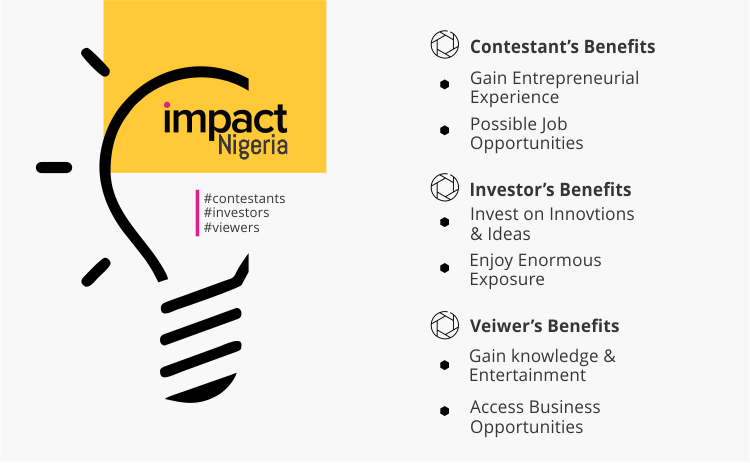 impact
Nigeria
#contestants
#investors
#viewers
Contestant's Benefits
Gain Entrepreneurial
Experience
Possible Job
Opportunities
Investor's Benefits
Invest on Innovtions
& Ideas
Enjoy Enormous
Exposure
Veiwer's Benefits
Gain knowledge &
Entertainment
Access Business
Opportunities